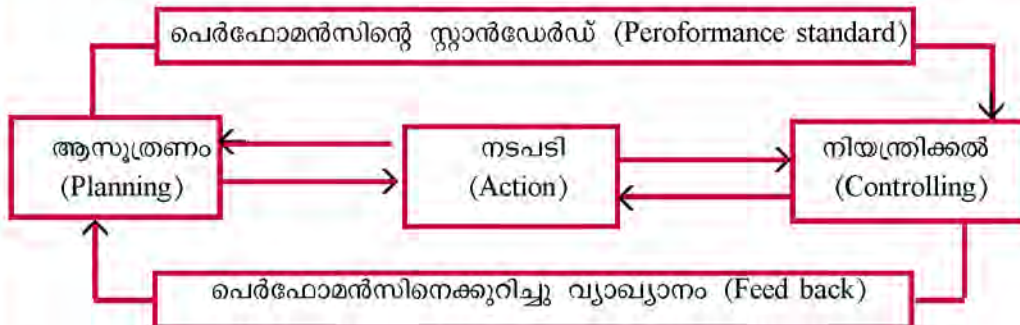 പെർഫോമൻസിന്റെ സ്റ്റാൻഡേർഡ് (Peroformance standard)
ആസൂത്രണം
(Planning)
നടപടി
(Action)
നിയന്ത്രിക്കൽ
(Controlling)
പെർഫോമൻസിനെക്കുറിച്ചു വ്യാഖ്യാനം (Feed back)